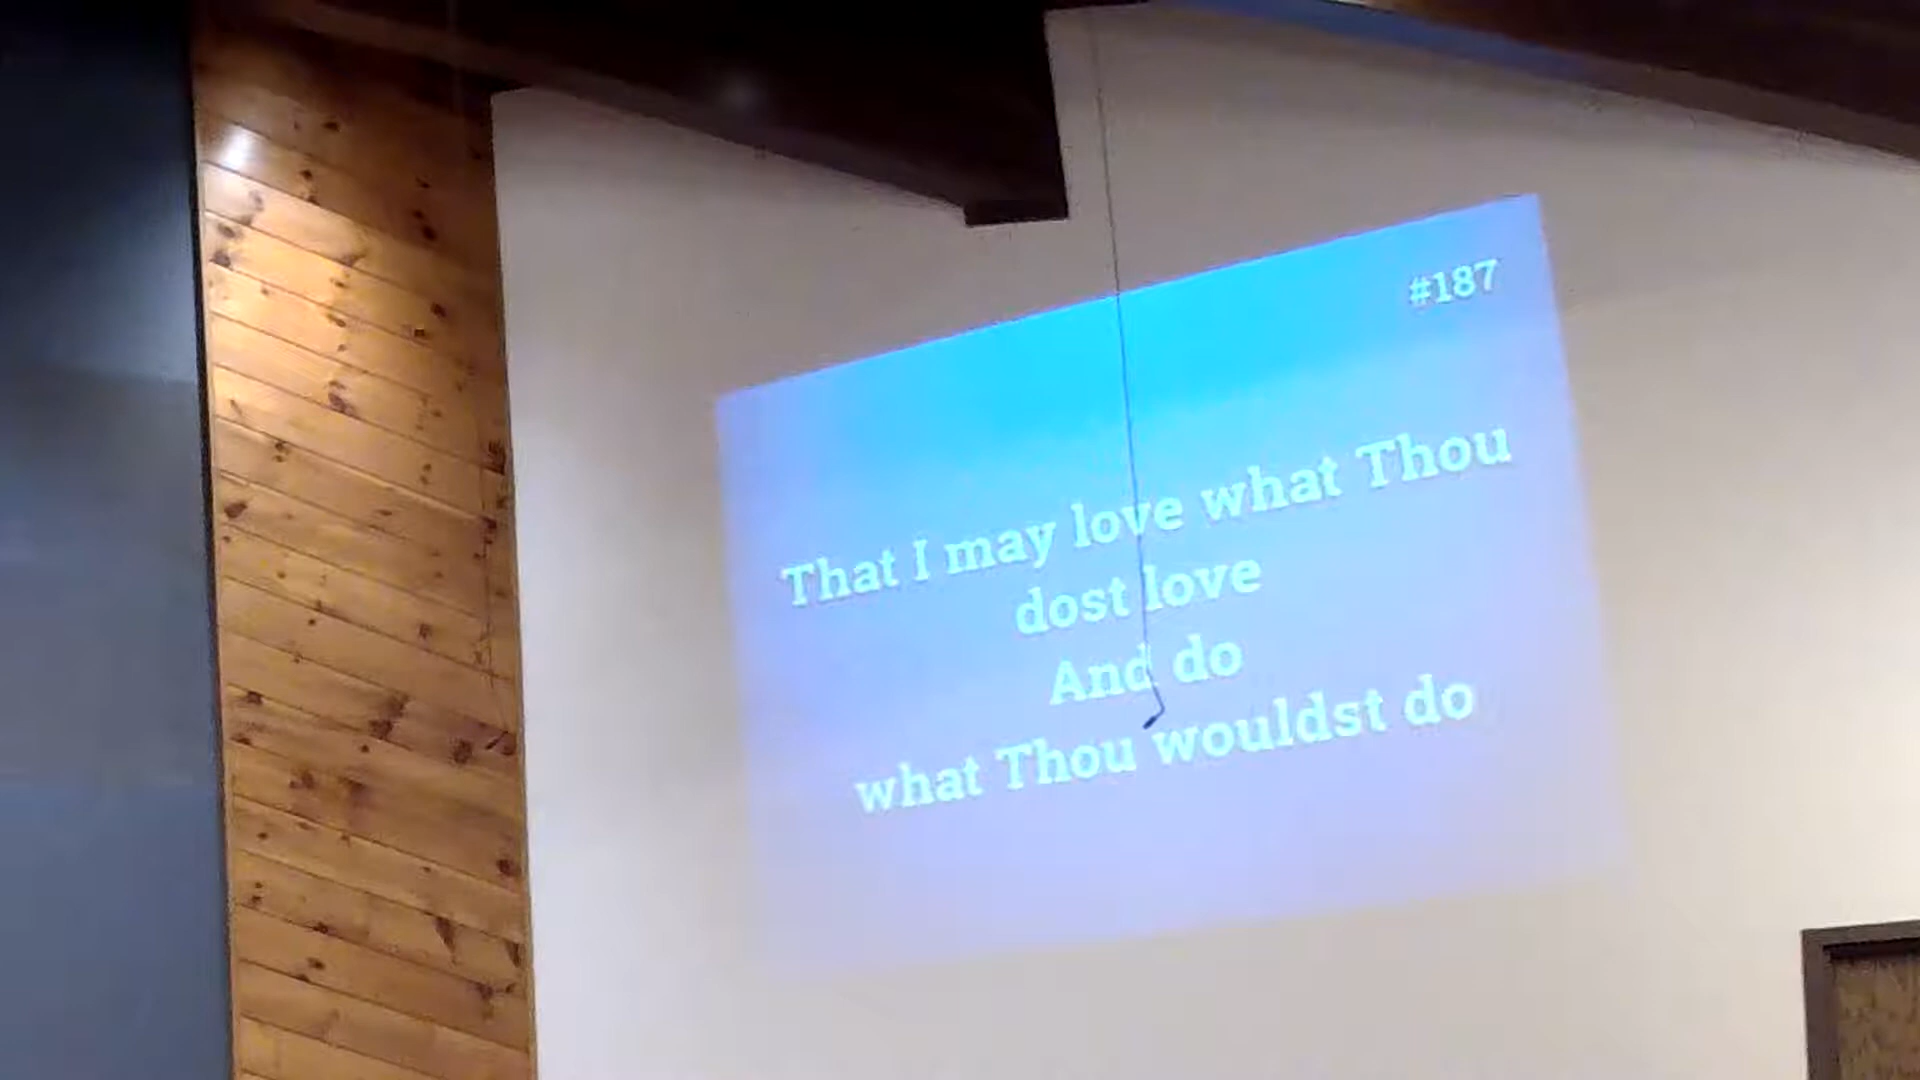 #187
That I may love what Thou
dost love
And do
what Thou wouldst do